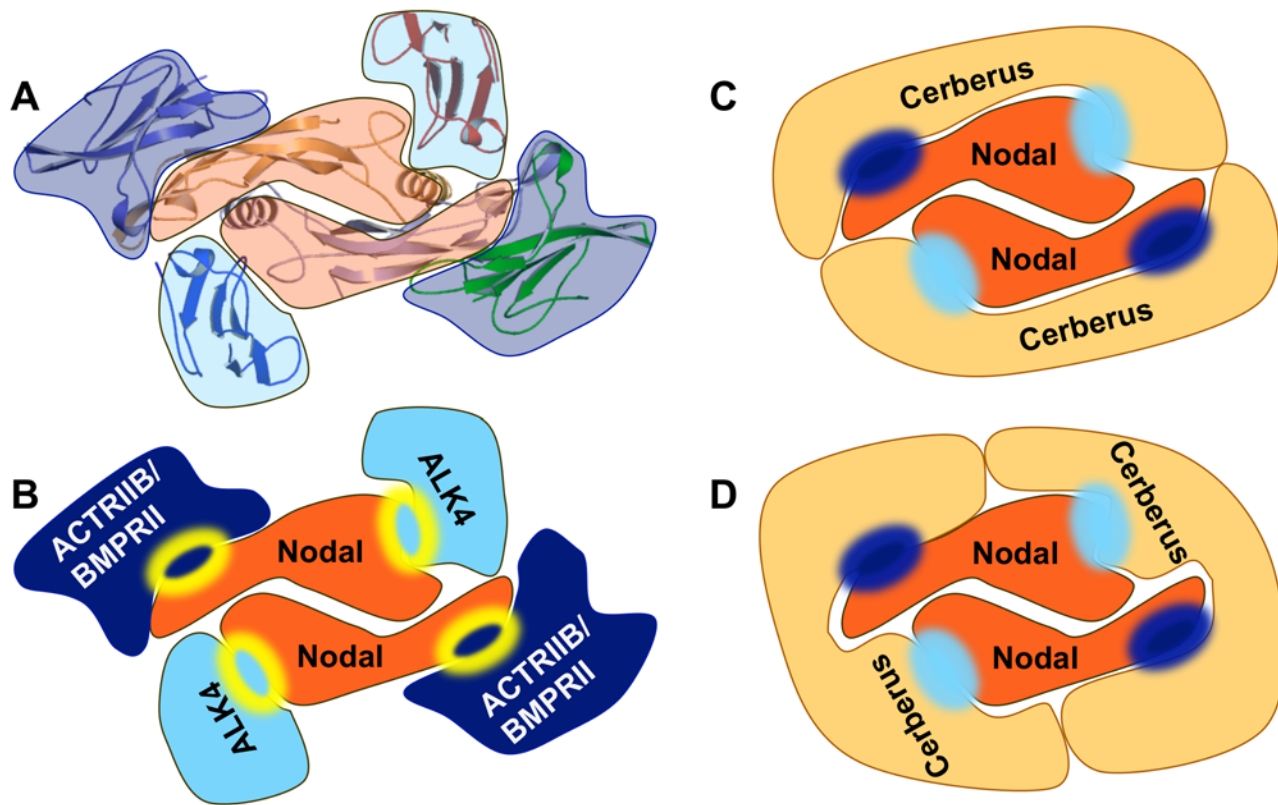 A
C
Cerberus
Nodal
Nodal
Cerberus
B
ACTRIIB/
BMPRII
ALK4
Nodal
Nodal
ALK4
ACTRIIB/
BMPRII
D
Cerberus
Nodal
Nodal
Cerberus